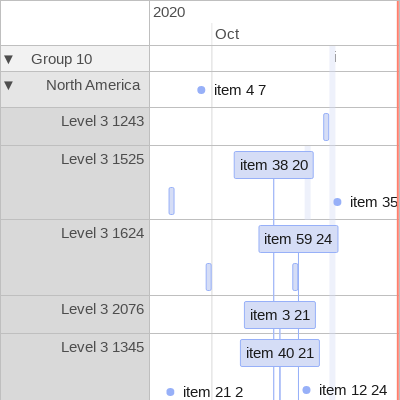 2020
Oct
▼ Group 10
i
▼ North America
item 4 7
Level 3 1243
Level 3 1525
item 38 20
item 35
Level 3 1624
item 59 24
Level 3 2076
item 3 21
Level 3 1345
item 40 21
item 21 2
item 12 24